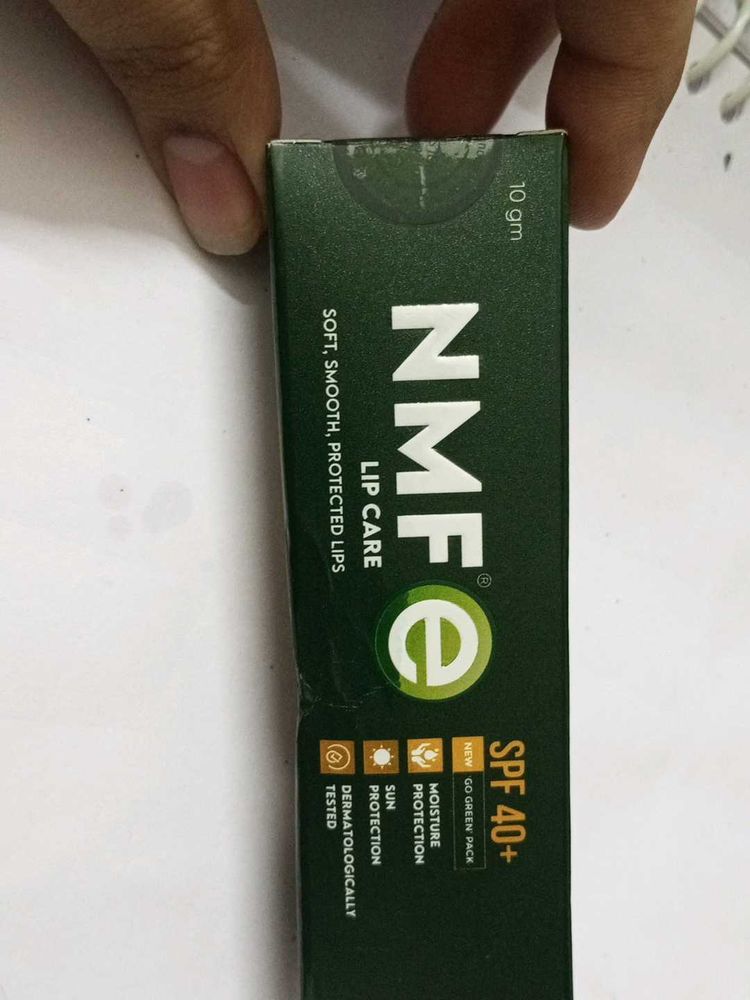 10 gm
NMFe®
LIP CARE
SOFT, SMOOTH, PROTECTED LIPS
SPF 40+
NEW 'GO GREEN' PACK
MOISTURE
PROTECTION
SUN
PROTECTION
DERMATOLOGICALLY
TESTED